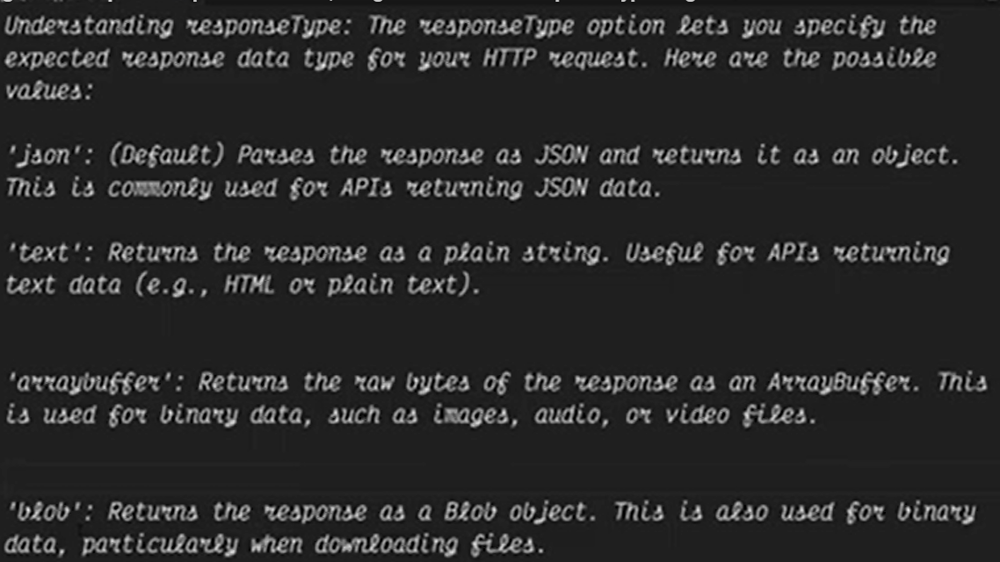 Understanding responseType: The responseType option lets you specify the
expected response data type for your HTTP request. Here are the possible
values:
'json': (Default) Parses the response as JSON and returns it as an object.
This is commonly used for APIs returning JSON data.
'text': Returns the response as a plain string. Useful for APIs returning
text data (e.g., HTML or plain text).
'arraybuffer': Returns the raw bytes of the response as an ArrayBuffer. This
is used for binary data, such as images, audio, or video files.
'blob': Returns the response as a Blob object. This is also used for binary
data, particularly when downloading files.